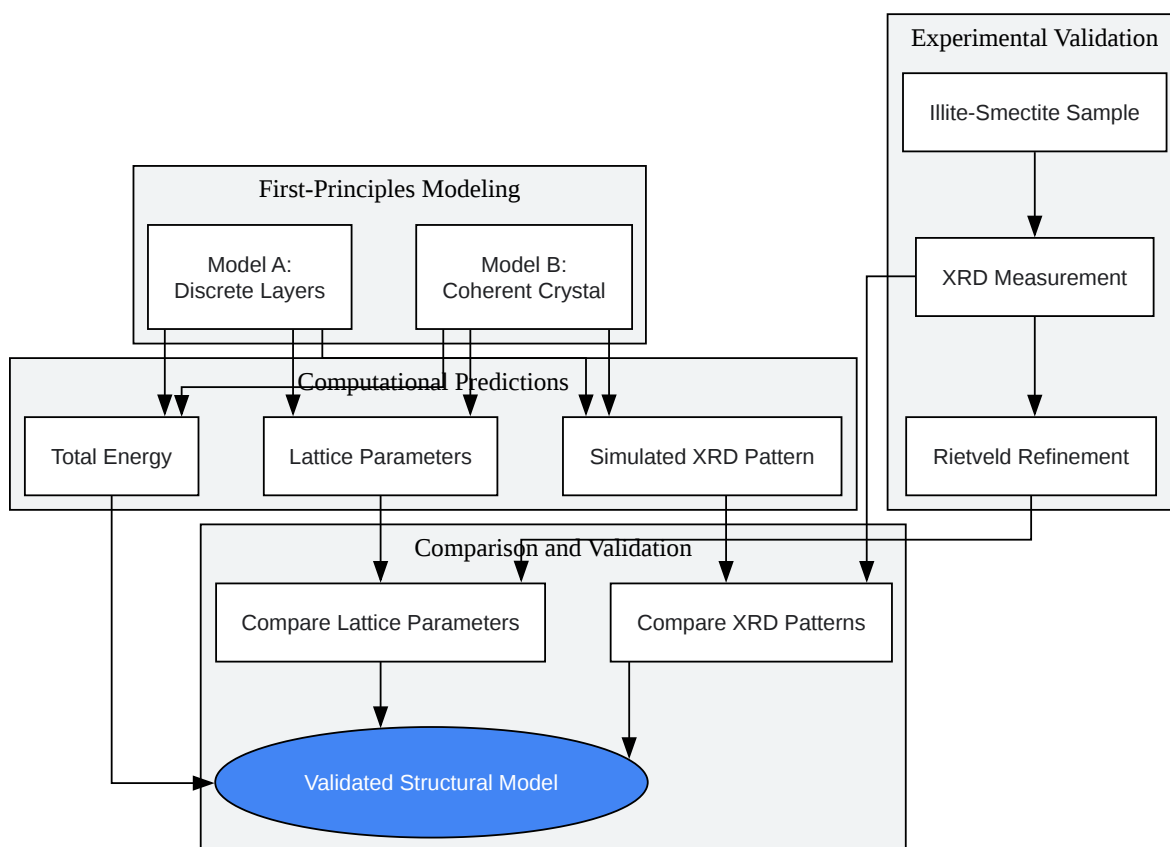 Experimental Validation
Illite-Smectite Sample
First-Principles Modeling
Model A:
Discrete Layers
Model B:
Coherent Crystal
XRD Measurement
Computational Predictions
Total Energy
Lattice Parameters
Simulated XRD Pattern
Rietveld Refinement
Comparison and Validation
Compare Lattice Parameters
Compare XRD Patterns
Validated Structural Model